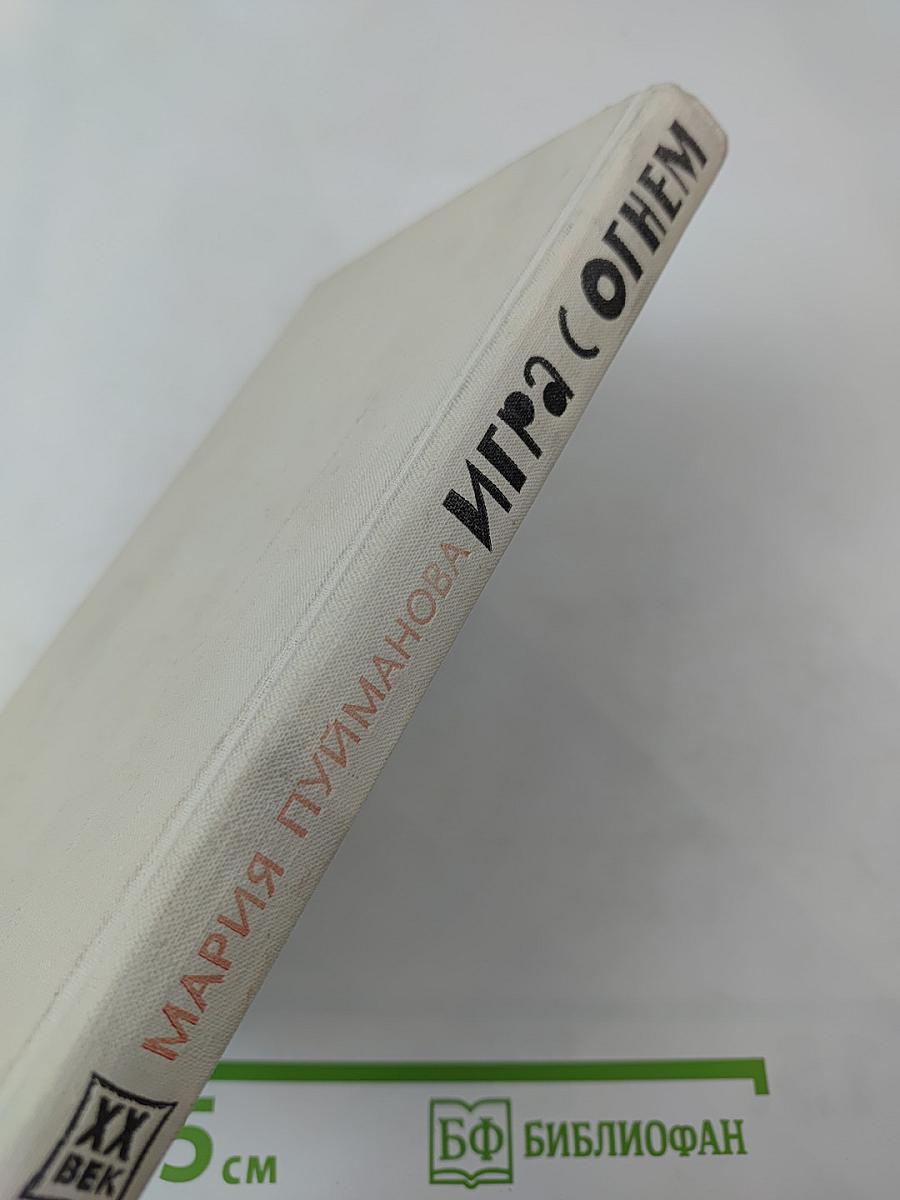 ИГРА С ОГНЕМ
МАРИЯ ПУЙМАНОВА
XX
ВЕК
5 СМ
БФ БИБЛИОФАН